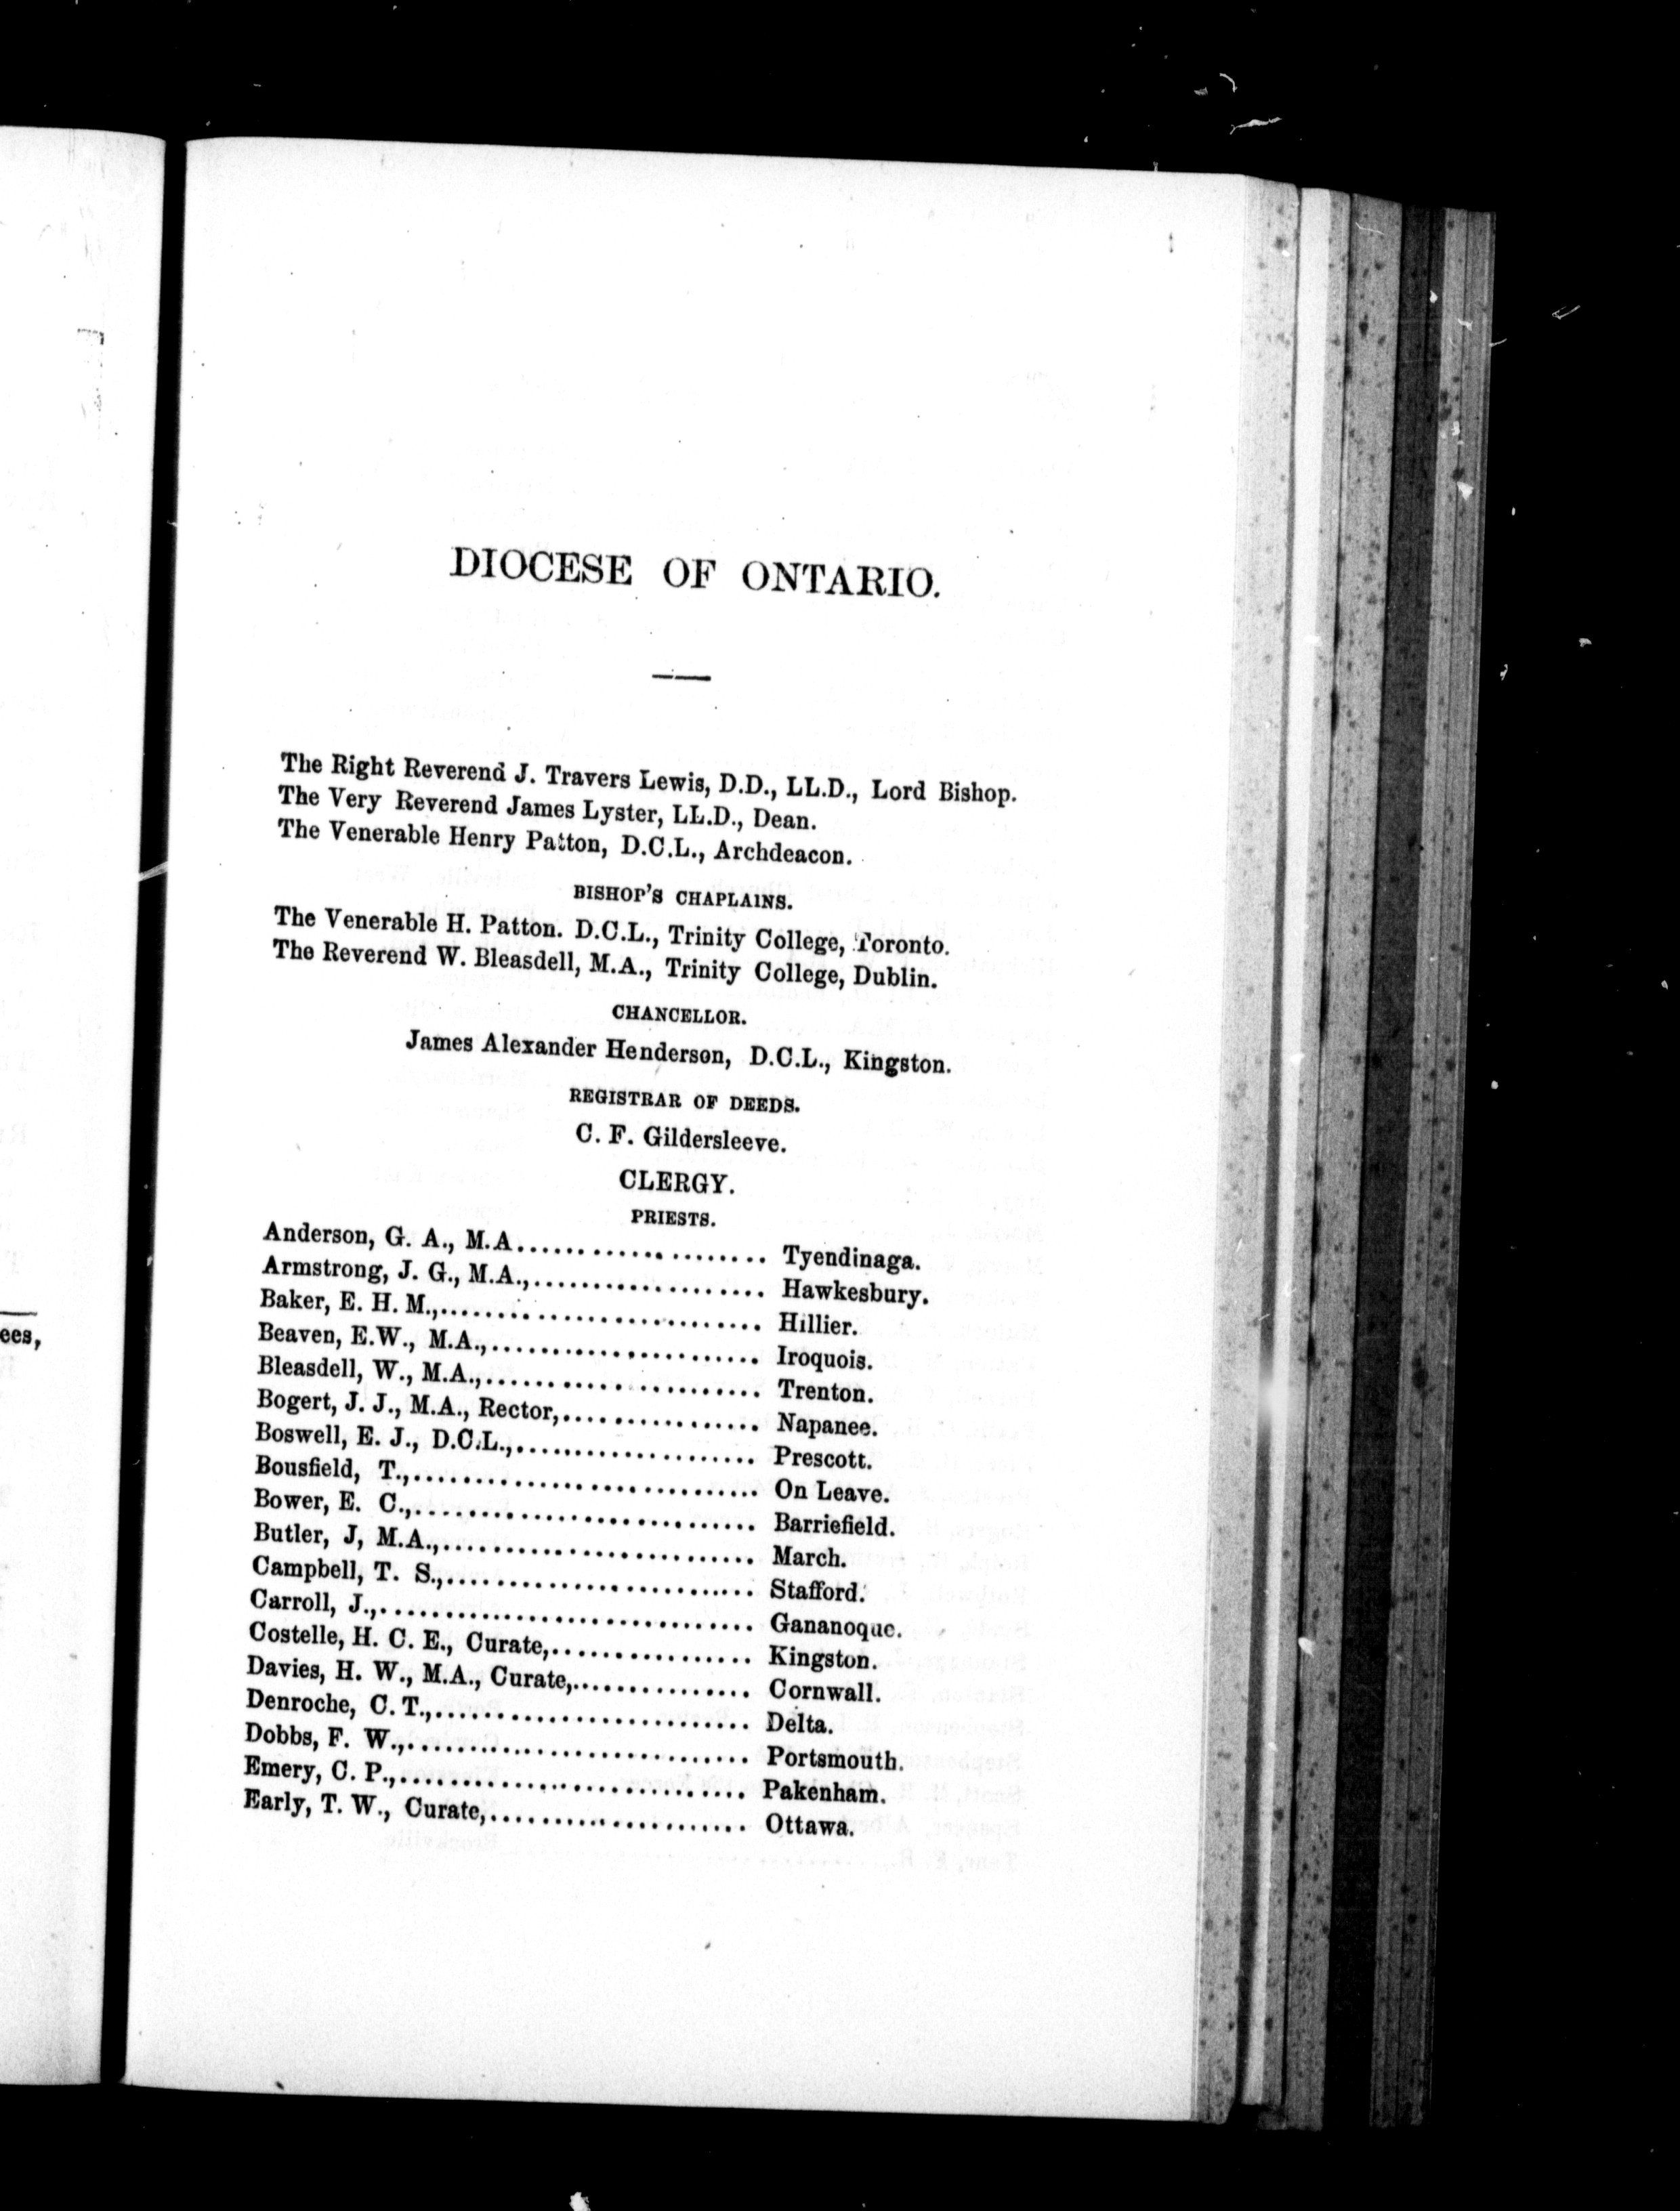 DIOCESE OF ONTARIO.
The Right Reverend J. Travers Lewis, D.D., LL.D., Lord Bishop.
The Very Reverend James Lyster, LL.D., Dean.
The Venerable Henry Patton, D.C.L., Archdeacon.
BISHOP'S CHAPLAINS.
The Venerable H. Patton. D.C.L., Trinity College, Toronto.
The Reverend W. Bleasdell, M.A., Trinity College, Dublin.
CHANCELLOR.
James Alexander Henderson, D.C.L., Kingston.
REGISTRAR OF DEEDS.
C. F. Gildersleeve.
CLERGY.
PRIESTS.
Anderson, G. A., M.A.................... Tyendinaga.
Armstrong, J. G., M.A.,................... Hawkesbury.
Baker, E. H. M.,.......................... Hillier.
Beaven, E.W., M.A.,...................... Iroquois.
Bleasdell, W., M.A.,....................... Trenton.
Bogert, J. J., M.A., Rector,................ Napanee.
Boswell, E. J., D.C.L.,.................... Prescott.
Bousfield, T.,............................. On Leave.
Bower, E. C.,............................ Barriefield.
Butler, J, M.A.,.......................... March.
Campbell, T. S.,.......................... Stafford.
Carroll, J.,............................... Gananoque.
Costelle, H. C. E., Curate,................ Kingston.
Davies, H. W., M.A., Curate,............... Cornwall.
Denroche, C. T.,.......................... Delta.
Dobbs, F. W.,............................. Portsmouth.
Emery, C. P.,............................. Pakenham.
Early, T. W., Curate,..................... Ottawa.
ees,